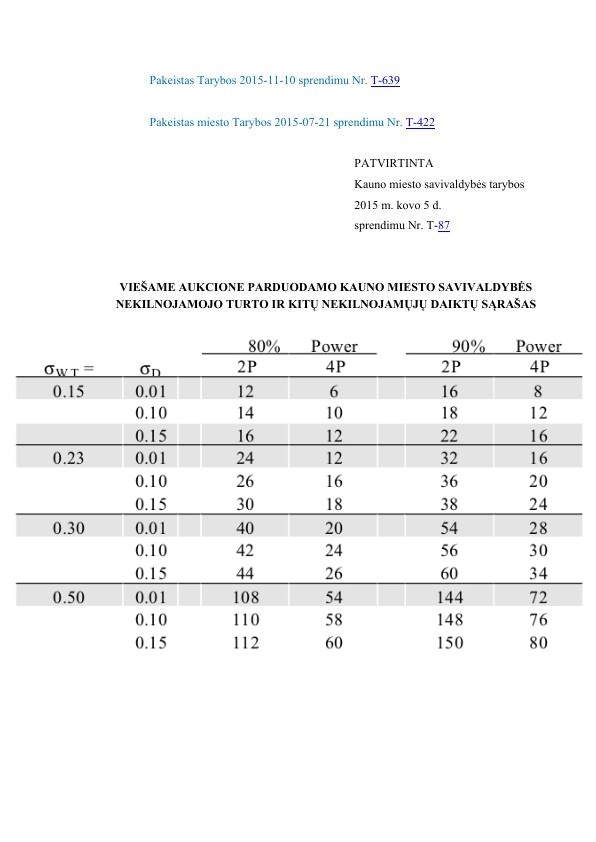 Pakeistas Tarybos 2015-11-10 sprendimu Nr. T-639
Pakeistas miesto Tarybos 2015-07-21 sprendimu Nr. T-422
PATVIRTINTA
Kauno miesto savivaldybės tarybos
2015 m. kovo 5 d.
sprendimu Nr. T-87
VIEŠAME AUKCIONE PARDUODAMO KAUNO MIESTO SAVIVALDYBĖS
NEKILNOJAMOJO TURTO IR KITŲ NEKILNOJAMŲJŲ DAIKTŲ SĄRAŠAS
80% Power 90% Power
σWT = σD 2P 4P 2P 4P
0.15 0.01 12 6 16 8
0.10 14 10 18 12
0.15 16 12 22 16
0.23 0.01 24 12 32 16
0.10 26 16 36 20
0.15 30 18 38 24
0.30 0.01 40 20 54 28
0.10 42 24 56 30
0.15 44 26 60 34
0.50 0.01 108 54 144 72
0.10 110 58 148 76
0.15 112 60 150 80